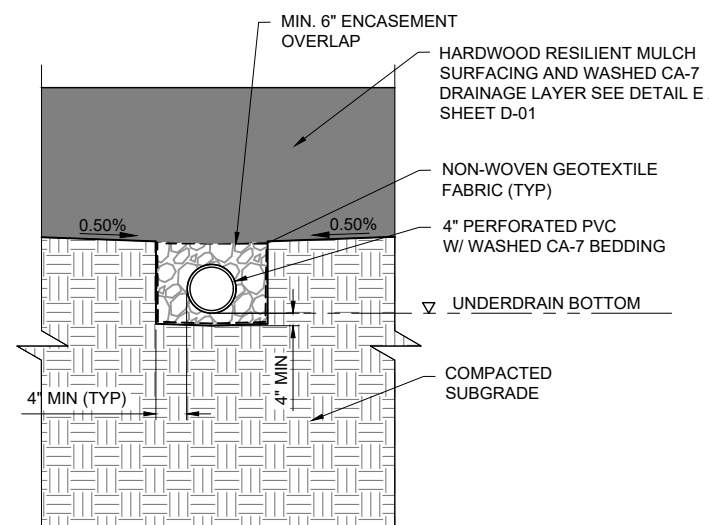 MIN. 6" ENCASEMENT
OVERLAP
HARDWOOD RESILIENT MULCH
SURFACING AND WASHED CA-7
DRAINAGE LAYER SEE DETAIL E
SHEET D-01
NON-WOVEN GEOTEXTILE
FABRIC (TYP)
0.50%
0.50%
4" PERFORATED PVC
W/ WASHED CA-7 BEDDING
UNDERDRAIN BOTTOM
COMPACTED
SUBGRADE
4" MIN (TYP)
4" MIN